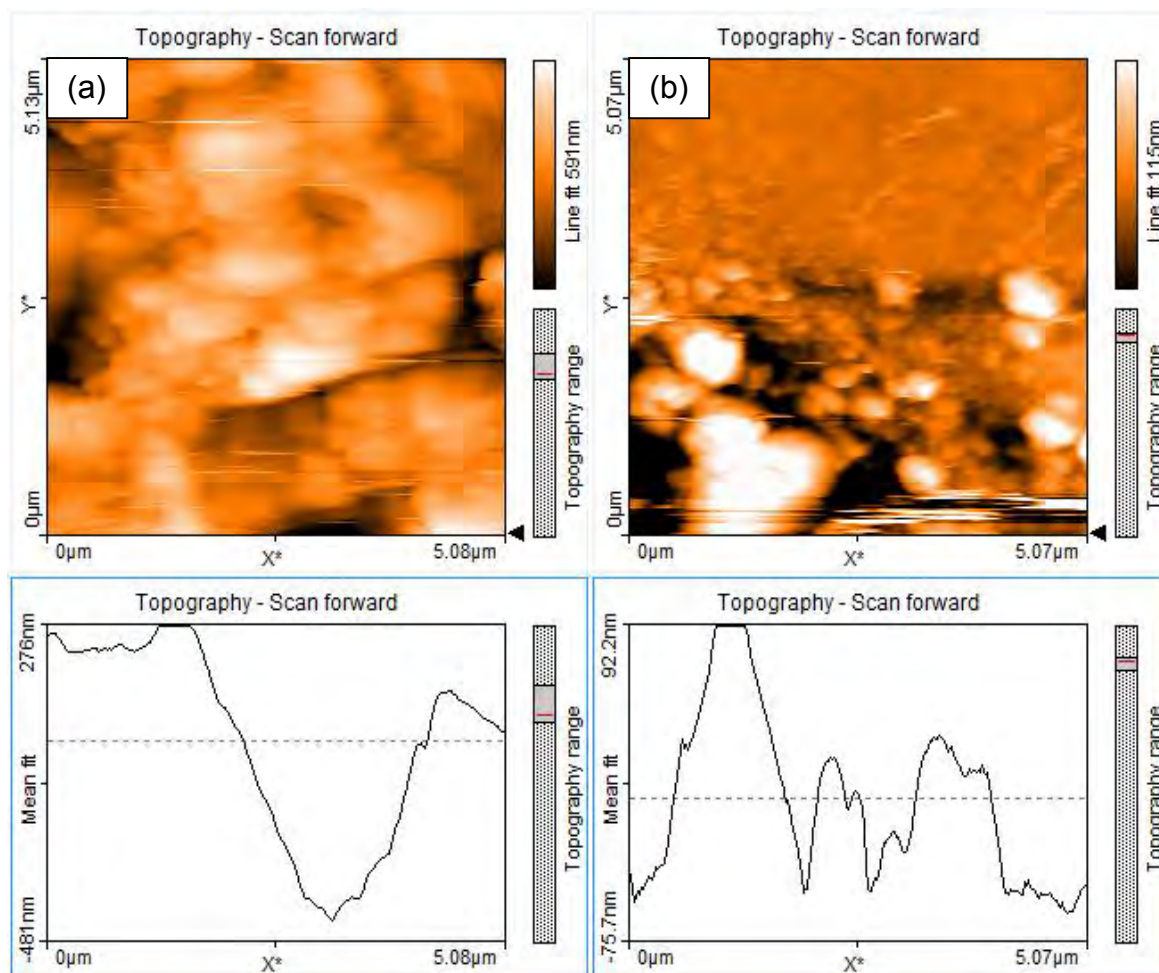 Topography - Scan forward
(a)
5.13µm
Y*
0µm
0µm
X*
5.08µm
Line fit 591nm
Topography range
Topography - Scan forward
(b)
5.07µm
Y*
0µm
0µm
X*
5.07µm
Line fit 115nm
Topography range
Topography - Scan forward
276nm
Mean fit
-481nm
0µm
X*
5.08µm
Topography range
Topography - Scan forward
92.2nm
Mean fit
-75.7nm
0µm
X*
5.07µm
Topography range